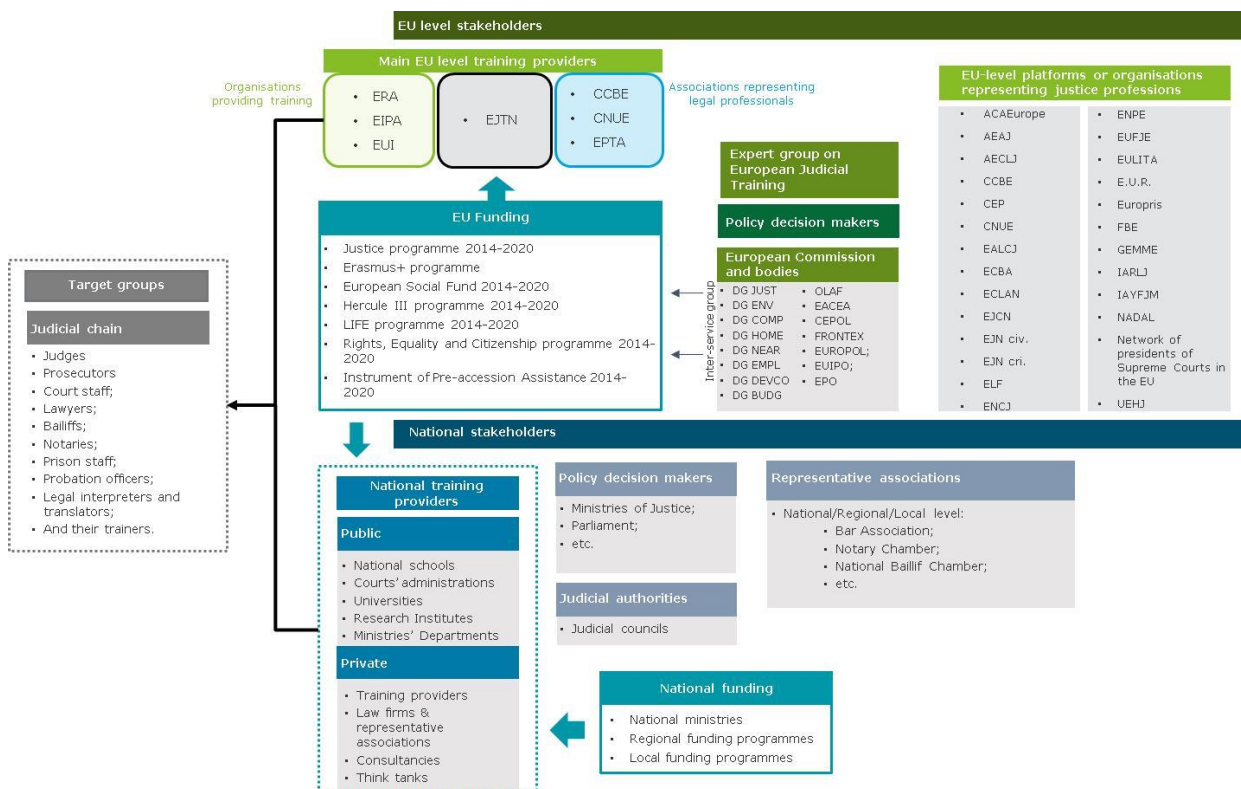 EU level stakeholders
Main EU level training providers
Organisations
providing training
• ERA
• EIPA
• EUI
• EJTN
• CCBE
• CNUE
• EPTA
Associations representing
legal professionals
EU-level platforms or organisations
representing justice professions
• ACAEurope
• AEAJ
• AECLJ
• CCBE
• CEP
• CNUE
• EALCJ
• ECBA
• ECLAN
• EJCN
• EJN civ.
• EJN cri.
• ELF
• ENCJ
• ENPE
• EUFJE
• EULITA
• E.U.R.
• Europris
• FBE
• GEMME
• IARLJ
• IAYFJM
• NADAL
• Network of
presidents of
Supreme Courts in
the EU
• UEHJ
Expert group on
European Judicial
Training
Policy decision makers
European Commission
and bodies
• DG JUST
• DG ENV
• DG COMP
• DG HOME
• DG NEAR
• DG EMPL
• DG DEVCO
DG BUDG
• OLAF
• EACEA
• CEPOL
• FRONTEX
• EUROPOL;
• EUIPO;
• EPO
Inter-service group
EU Funding
• Justice programme 2014-2020
• Erasmus+ programme
• European Social Fund 2014-2020
• Hercule III programme 2014-2020
• LIFE programme 2014-2020
• Rights, Equality and Citizenship programme 2014-
2020
• Instrument of Pre-accession Assistance 2014-
2020
Target groups
Judicial chain
• Judges
• Prosecutors
• Court staff;
• Lawyers;
• Bailiffs;
• Notaries;
• Prison staff;
• Probation officers;
• Legal interpreters and
translators;
• And their trainers.
National stakeholders
National training
providers
Public
• National schools
• Courts' administrations
• Universities
• Research Institutes
• Ministries' Departments
Private
• Training providers
• Law firms &
representative
associations
• Consultancies
• Think tanks
Policy decision makers
• Ministries of Justice;
• Parliament;
• etc.
Judicial authorities
• Judicial councils
Representative associations
• National/Regional/Local level:
• Bar Association;
• Notary Chamber;
• National Baillif Chamber;
• etc.
National funding
• National ministries
• Regional funding programmes
• Local funding programmes